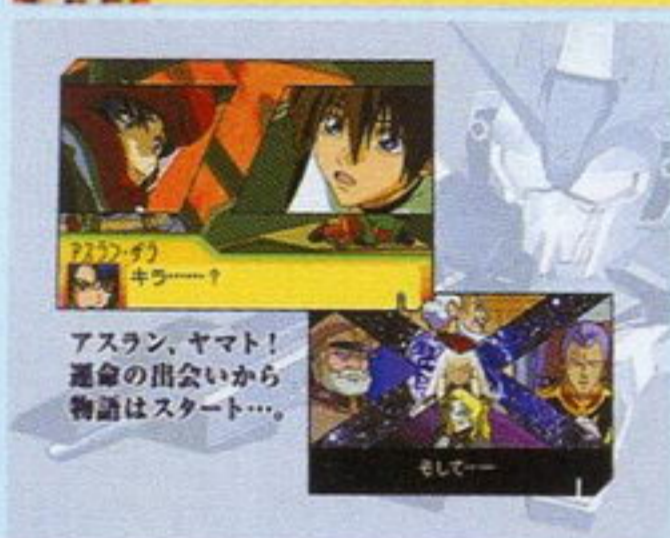 アスラン・ザラ
キラ……？
アスラン、ヤマト！
運命の出会いから
物語はスタート…。
そして──